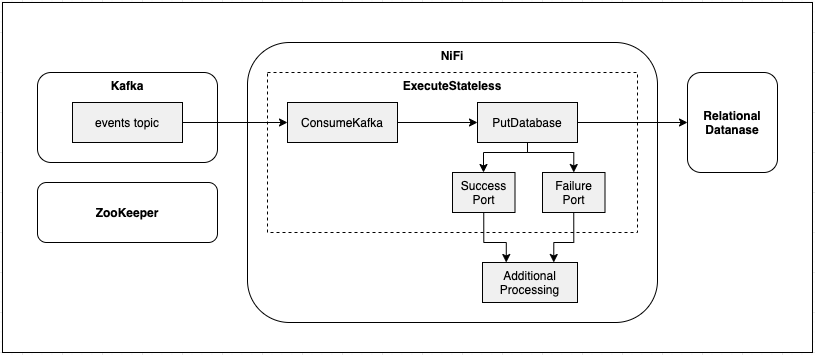 NiFi
Kafka
ExecuteStateless
events topic
ConsumeKafka
PutDatabase
Relational
Datanase
Success
Port
Failure
Port
ZooKeeper
Additional
Processing